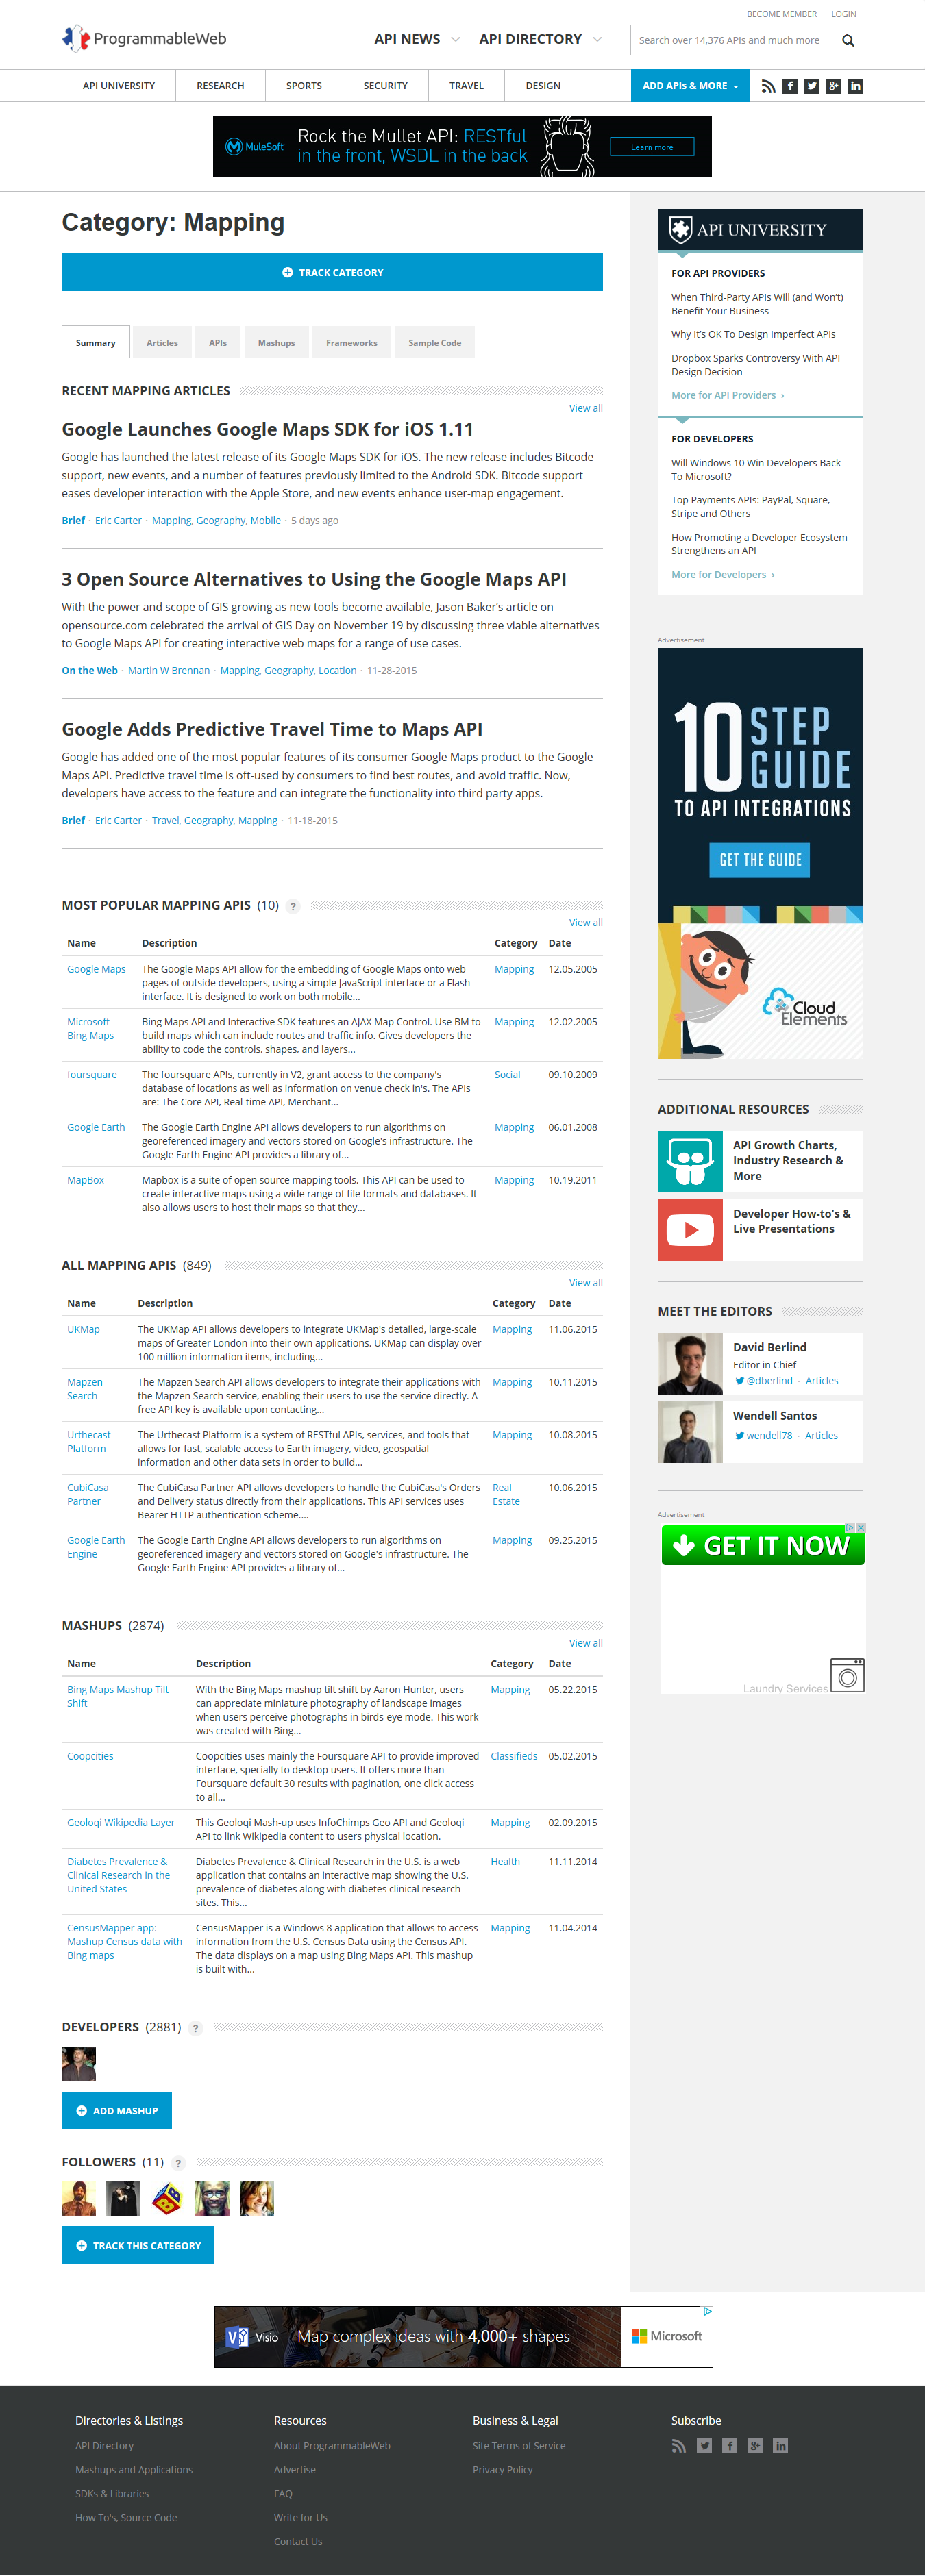 BECOME MEMBER | LOGIN
ProgrammableWeb
API NEWS
API DIRECTORY
Search over 14,376 APIs and much more
API UNIVERSITY
RESEARCH
SPORTS
SECURITY
TRAVEL
DESIGN
ADD APIs & MORE
MuleSoft
Rock the Mullet API: RESTful
in the front, WSDL in the back
Learn more
Category: Mapping
TRACK CATEGORY
Summary
Articles
APIs
Mashups
Frameworks
Sample Code
RECENT MAPPING ARTICLES
View all
Google Launches Google Maps SDK for iOS 1.11
Google has launched the latest release of its Google Maps SDK for iOS. The new release includes Bitcode
support, new events, and a number of features previously limited to the Android SDK. Bitcode support
eases developer interaction with the Apple Store, and new events enhance user-map engagement.
Brief · Eric Carter · Mapping, Geography, Mobile · 5 days ago
3 Open Source Alternatives to Using the Google Maps API
With the power and scope of GIS growing as new tools become available, Jason Baker's article on
opensource.com celebrated the arrival of GIS Day on November 19 by discussing three viable alternatives
to Google Maps API for creating interactive web maps for a range of use cases.
On the Web · Martin W Brennan · Mapping, Geography, Location · 11-28-2015
Google Adds Predictive Travel Time to Maps API
Google has added one of the most popular features of its consumer Google Maps product to the Google
Maps API. Predictive travel time is oft-used by consumers to find best routes, and avoid traffic. Now,
developers have access to the feature and can integrate the functionality into third party apps.
Brief · Eric Carter · Travel, Geography, Mapping · 11-18-2015
MOST POPULAR MAPPING APIS (10) ?
View all
Name Description Category Date
Google Maps The Google Maps API allow for the embedding of Google Maps onto web Mapping 12.05.2005
pages of outside developers, using a simple JavaScript interface or a Flash
interface. It is designed to work on both mobile...
Microsoft Bing Maps API and Interactive SDK features an AJAX Map Control. Use BM to Mapping 12.02.2005
Bing Maps build maps which can include routes and traffic info. Gives developers the
ability to code the controls, shapes, and layers...
foursquare The foursquare APIs, currently in V2, grant access to the company's Social 09.10.2009
database of locations as well as information on venue check in's. The APIs
are: The Core API, Real-time API, Merchant...
Google Earth The Google Earth Engine API allows developers to run algorithms on Mapping 06.01.2008
georeferenced imagery and vectors stored on Google's infrastructure. The
Google Earth Engine API provides a library of...
MapBox Mapbox is a suite of open source mapping tools. This API can be used to Mapping 10.19.2011
create interactive maps using a wide range of file formats and databases. It
also allows users to host their maps so that they...
ALL MAPPING APIS (849)
View all
Name Description Category Date
UKMap The UKMap API allows developers to integrate UKMap's detailed, large-scale Mapping 11.06.2015
maps of Greater London into their own applications. UKMap can display over
100 million information items, including...
Mapzen The Mapzen Search API allows developers to integrate their applications with Mapping 10.11.2015
Search the Mapzen Search service, enabling their users to use the service directly. A
free API key is available upon contacting...
Urthecast The Urthecast Platform is a system of RESTful APIs, services, and tools that Mapping 10.08.2015
Platform allows for fast, scalable access to Earth imagery, video, geospatial
information and other data sets in order to build...
CubiCasa The CubiCasa Partner API allows developers to handle the CubiCasa's Orders Real 10.06.2015
Partner and Delivery status directly from their applications. This API services uses Estate
Bearer HTTP authentication scheme....
Google Earth The Google Earth Engine API allows developers to run algorithms on Mapping 09.25.2015
Engine georeferenced imagery and vectors stored on Google's infrastructure. The
Google Earth Engine API provides a library of...
MASHUPS (2874)
View all
Name Description Category Date
Bing Maps Mashup Tilt With the Bing Maps mashup tilt shift by Aaron Hunter, users Mapping 05.22.2015
Shift can appreciate miniature photography of landscape images
when users perceive photographs in birds-eye mode. This work
was created with Bing...
Coopcities Coopcities uses mainly the Foursquare API to provide improved Classifieds 05.02.2015
interface, specially to desktop users. It offers more than
Foursquare default 30 results with pagination, one click access
to all...
Geoloqi Wikipedia Layer This Geoloqi Mash-up uses InfoChimps Geo API and Geoloqi Mapping 02.09.2015
API to link Wikipedia content to users physical location.
Diabetes Prevalence & Diabetes Prevalence & Clinical Research in the U.S. is a web Health 11.11.2014
Clinical Research in the application that contains an interactive map showing the U.S.
United States prevalence of diabetes along with diabetes clinical research
sites. This...
CensusMapper app: CensusMapper is a Windows 8 application that allows to access Mapping 11.04.2014
Mashup Census data with information from the U.S. Census Data using the Census API.
Bing maps The data displays on a map using Bing Maps API. This mashup
is built with...
DEVELOPERS (2881) ?
ADD MASHUP
FOLLOWERS (11) ?
TRACK THIS CATEGORY
API UNIVERSITY
FOR API PROVIDERS
When Third-Party APIs Will (and Won't)
Benefit Your Business
Why It's OK To Design Imperfect APIs
Dropbox Sparks Controversy With API
Design Decision
More for API Providers ›
FOR DEVELOPERS
Will Windows 10 Win Developers Back
To Microsoft?
Top Payments APIs: PayPal, Square,
Stripe and Others
How Promoting a Developer Ecosystem
Strengthens an API
More for Developers ›
Advertisement
10 STEP
GUIDE
TO API INTEGRATIONS
GET THE GUIDE
Cloud
Elements
ADDITIONAL RESOURCES
API Growth Charts,
Industry Research &
More
Developer How-to's &
Live Presentations
MEET THE EDITORS
David Berlind
Editor in Chief
@dberlind · Articles
Wendell Santos
wendell78 · Articles
Advertisement
GET IT NOW
Laundry Services
Visio
Map complex ideas with 4,000+ shapes
Microsoft
Directories & Listings
API Directory
Mashups and Applications
SDKs & Libraries
How To's, Source Code
Resources
About ProgrammableWeb
Advertise
FAQ
Write for Us
Contact Us
Business & Legal
Site Terms of Service
Privacy Policy
Subscribe